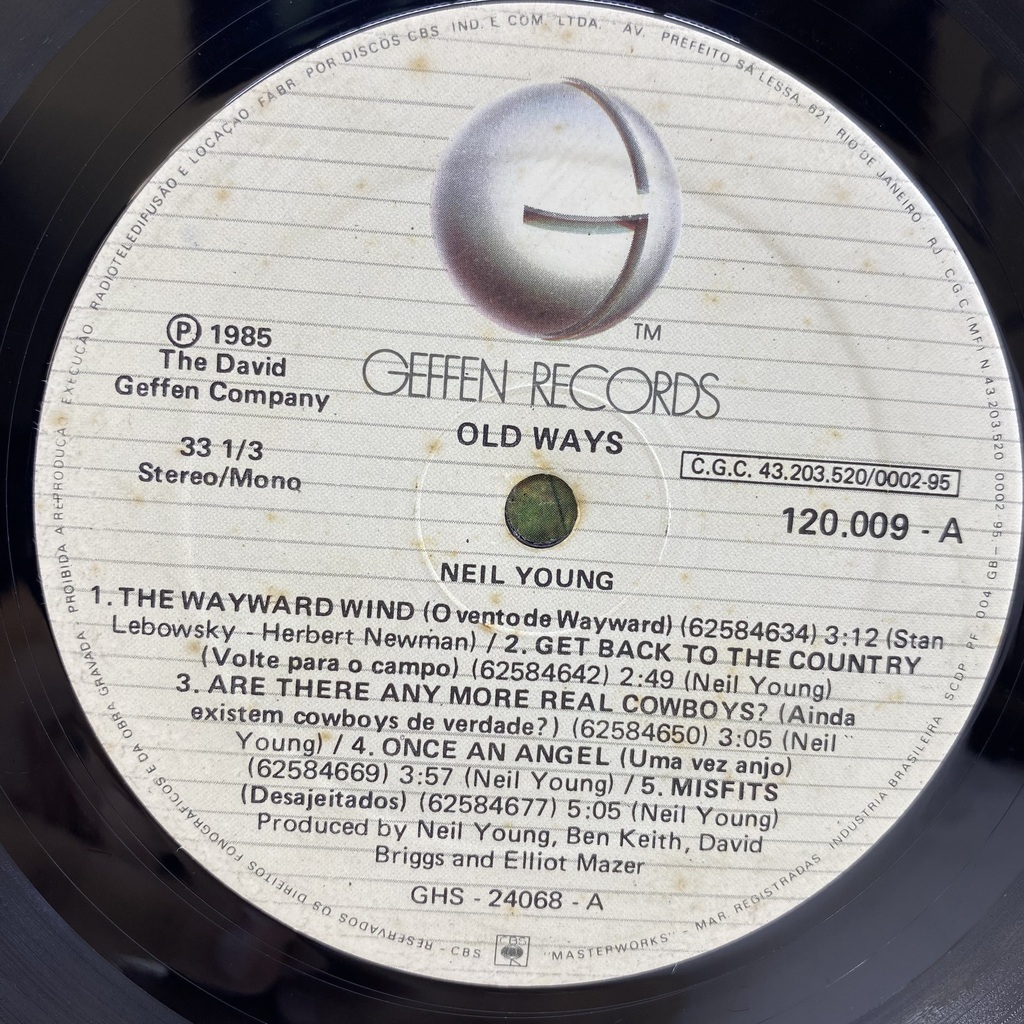 FABR. POR DISCOS CBS IND. E COM. LTDA. AV. PREFEITO SÁ LESSA, 621 RIO DE JANEIRO - RJ - C.G.C. (MF) N 43.203.520 0002-95 - GB-PF. 004 SCDP INDUSTRIA BRASILEIRA
TM
GEFFEN RECORDS
Ⓟ 1985
The David
Geffen Company
33 1/3
Stereo/Mono
OLD WAYS
C.G.C. 43.203.520/0002-95
120.009 - A
NEIL YOUNG
1. THE WAYWARD WIND (O vento de Wayward) (62584634) 3:12 (Stan
Lebowsky - Herbert Newman) / 2. GET BACK TO THE COUNTRY
(Volte para o campo) (62584642) 2:49 (Neil Young)
3. ARE THERE ANY MORE REAL COWBOYS? (Ainda
existem cowboys de verdade?) (62584650) 3:05 (Neil
Young) / 4. ONCE AN ANGEL (Uma vez anjo)
(62584669) 3:57 (Neil Young) / 5. MISFITS
(Desajeitados) (62584677) 5:05 (Neil Young)
Produced by Neil Young, Ben Keith, David
Briggs and Elliot Mazer
GHS - 24068 - A
CBS
"MASTERWORKS" - MAR REGISTRADAS
CBS - RESERVADOS OS DIREITOS FONOGRAFICOS E DA OBRA GRAVADA - PROIBIDA A REPRODUÇÃO EXECUÇÃO RADIOTELEDIFUSÃO E LOCAÇÃO